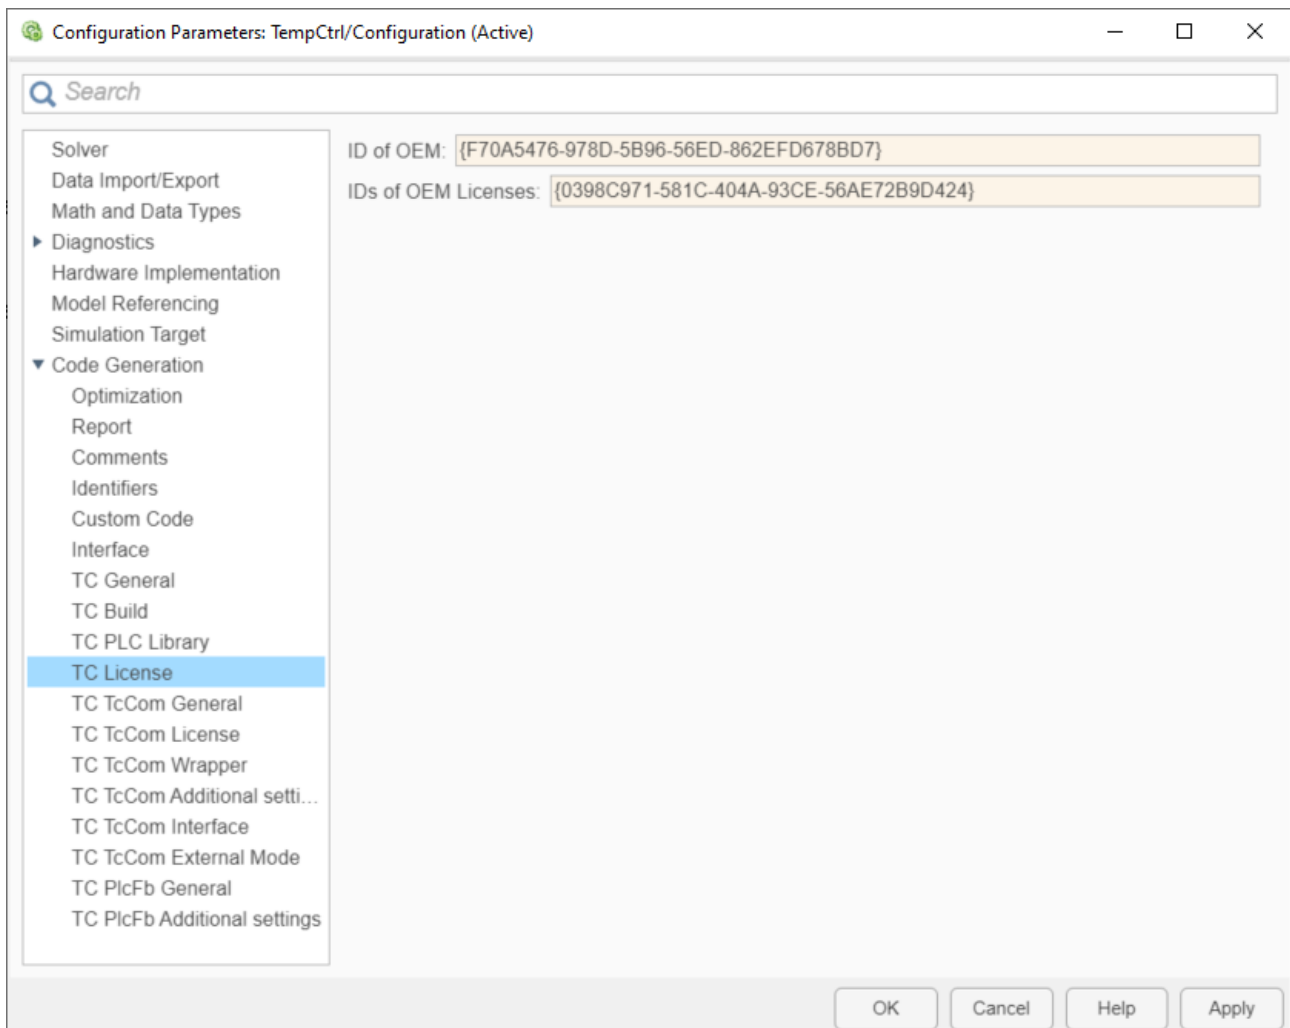 Configuration Parameters: TempCtrl/Configuration (Active)
Search
Solver
Data Import/Export
Math and Data Types
Diagnostics
Hardware Implementation
Model Referencing
Simulation Target
Code Generation
Optimization
Report
Comments
Identifiers
Custom Code
Interface
TC General
TC Build
TC PLC Library
TC License
TC TcCom General
TC TcCom License
TC TcCom Wrapper
TC TcCom Additional setti...
TC TcCom Interface
TC TcCom External Mode
TC PlcFb General
TC PlcFb Additional settings
ID of OEM: {F70A5476-978D-5B96-56ED-862EFD678BD7}
IDs of OEM Licenses: {0398C971-581C-404A-93CE-56AE72B9D424}
OK Cancel Help Apply